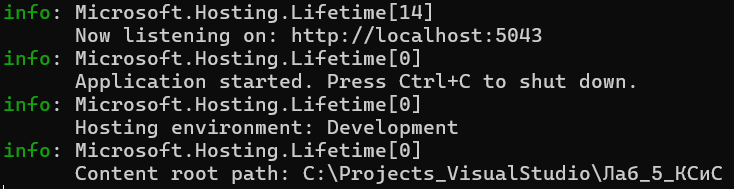 info: Microsoft.Hosting.Lifetime[14]
Now listening on: http://localhost:5043
info: Microsoft.Hosting.Lifetime[0]
Application started. Press Ctrl+C to shut down.
info: Microsoft.Hosting.Lifetime[0]
Hosting environment: Development
info: Microsoft.Hosting.Lifetime[0]
Content root path: C:\Projects_VisualStudio\Лаб_5_КСиС